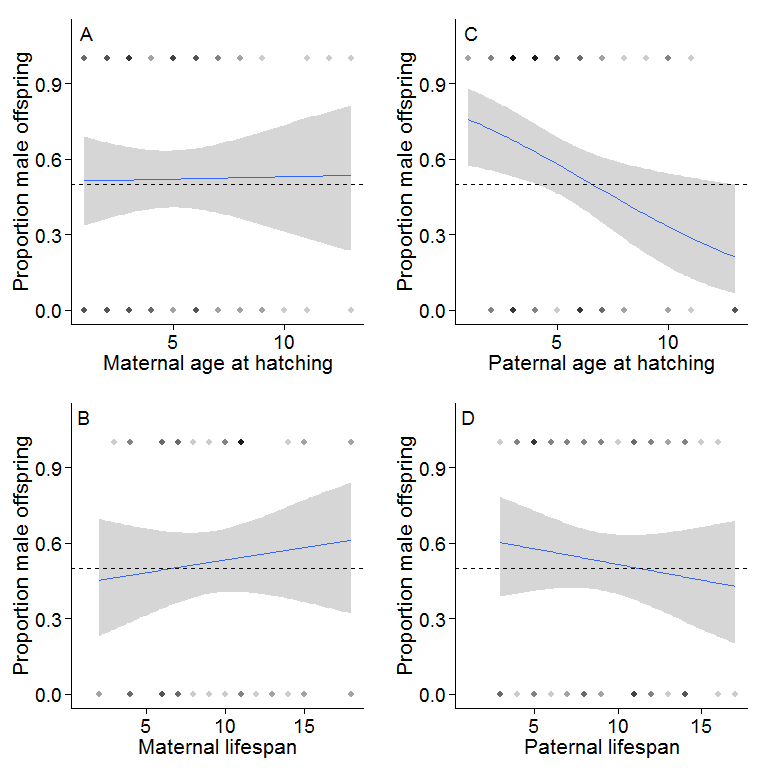 A
Proportion male offspring
0.9
0.6
0.3
0.0
5 10
Maternal age at hatching
C
Proportion male offspring
0.9
0.6
0.3
0.0
5 10
Paternal age at hatching
B
Proportion male offspring
0.9
0.6
0.3
0.0
5 10 15
Maternal lifespan
D
Proportion male offspring
0.9
0.6
0.3
0.0
5 10 15
Paternal lifespan